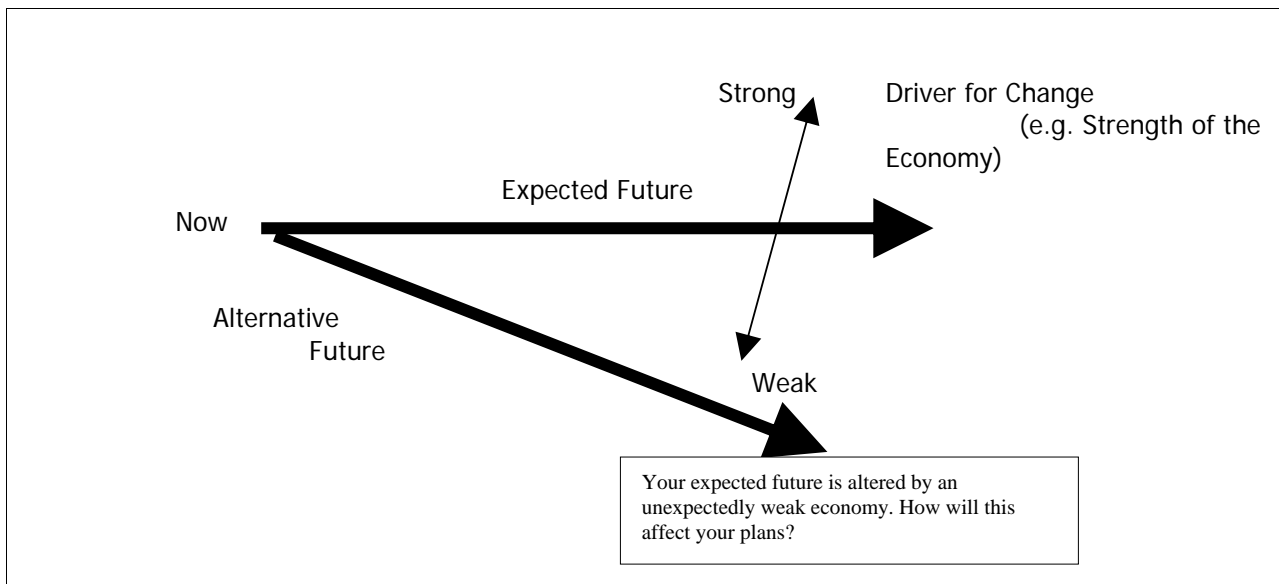 Strong
Driver for Change
(e.g. Strength of the
Economy)
Expected Future
Now
Alternative
Future
Weak
Your expected future is altered by an
unexpectedly weak economy. How will this
affect your plans?